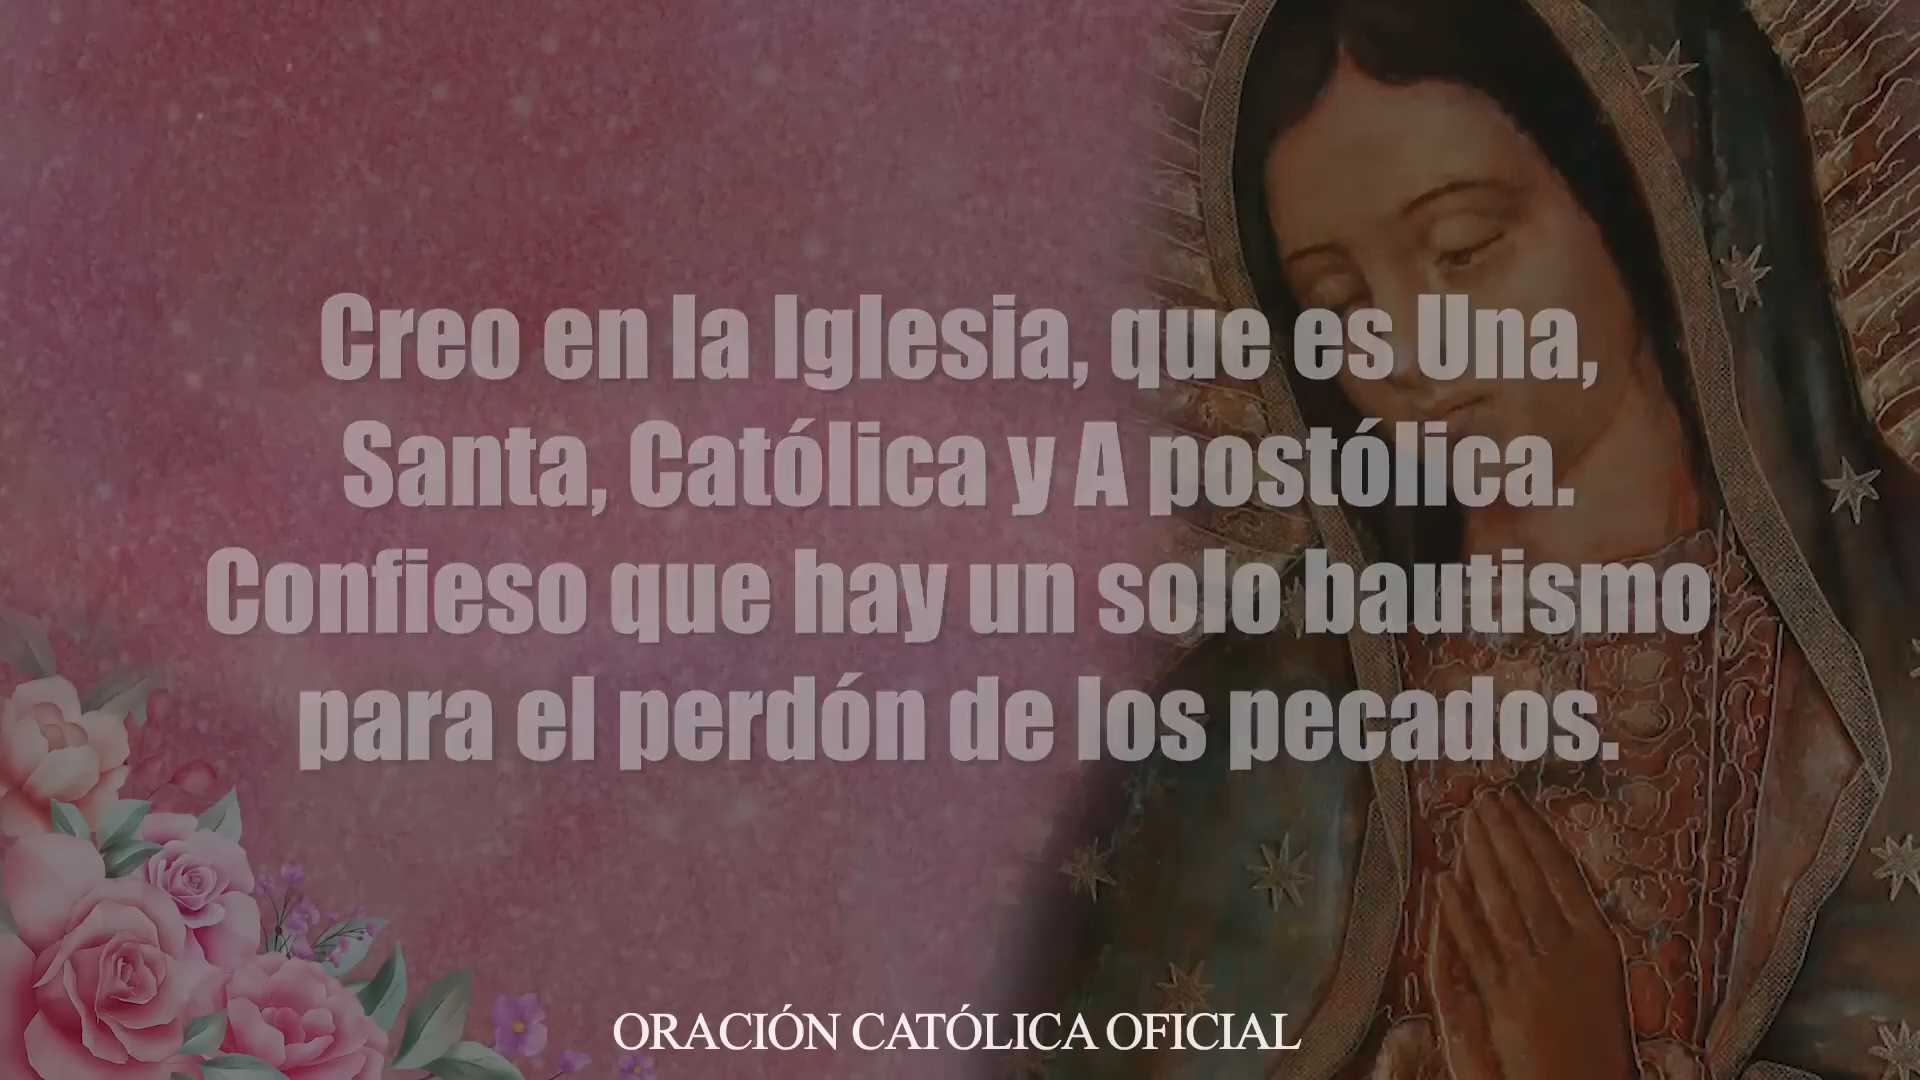 Creo en la Iglesia, que es Una,
Santa, Católica y A postólica.
Confieso que hay un solo bautismo
para el perdón de los pecados.
ORACIÓN CATÓLICA OFICIAL